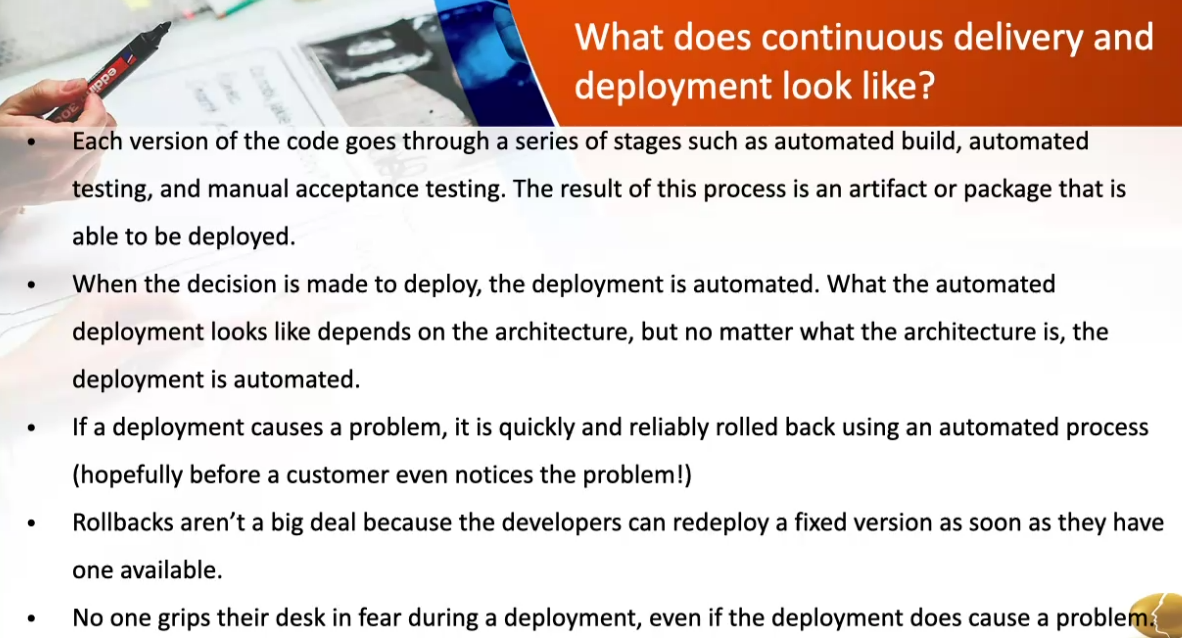 What does continuous delivery and
deployment look like?
• Each version of the code goes through a series of stages such as automated build, automated
testing, and manual acceptance testing. The result of this process is an artifact or package that is
able to be deployed.
• When the decision is made to deploy, the deployment is automated. What the automated
deployment looks like depends on the architecture, but no matter what the architecture is, the
deployment is automated.
• If a deployment causes a problem, it is quickly and reliably rolled back using an automated process
(hopefully before a customer even notices the problem!)
• Rollbacks aren’t a big deal because the developers can redeploy a fixed version as soon as they have
one available.
• No one grips their desk in fear during a deployment, even if the deployment does cause a problem.